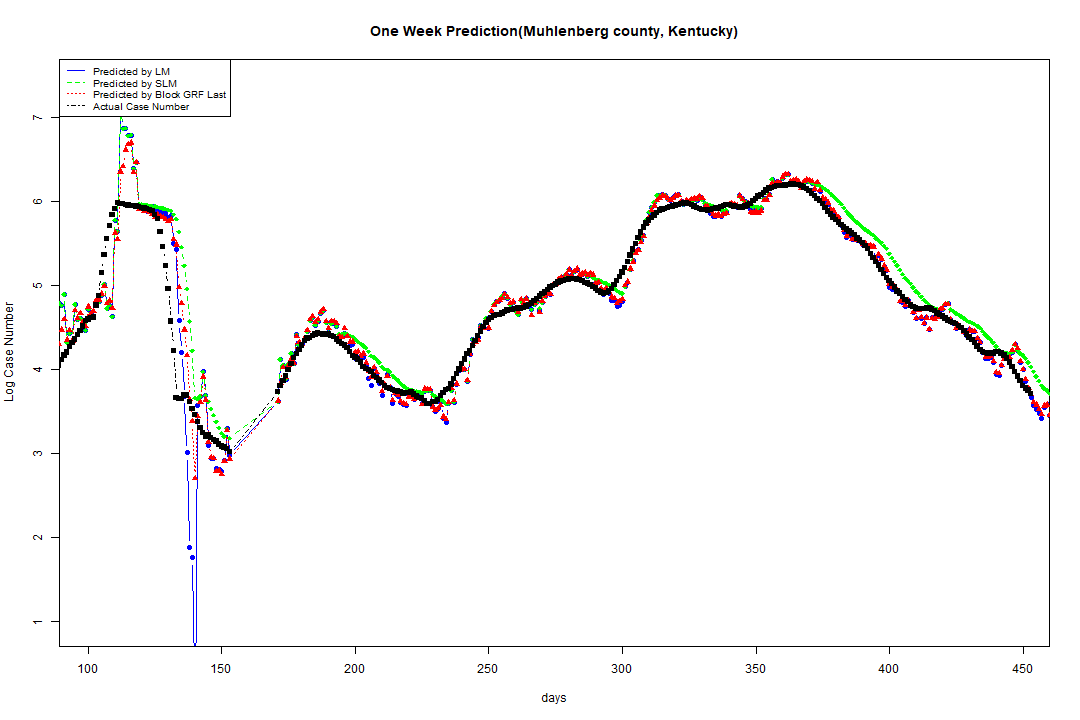 One Week Prediction(Muhlenberg county, Kentucky)
Predicted by LM
Predicted by SLM
Predicted by Block GRF Last
Actual Case Number
7
6
5
4
3
2
1
Log Case Number
100 150 200 250 300 350 400 450
days